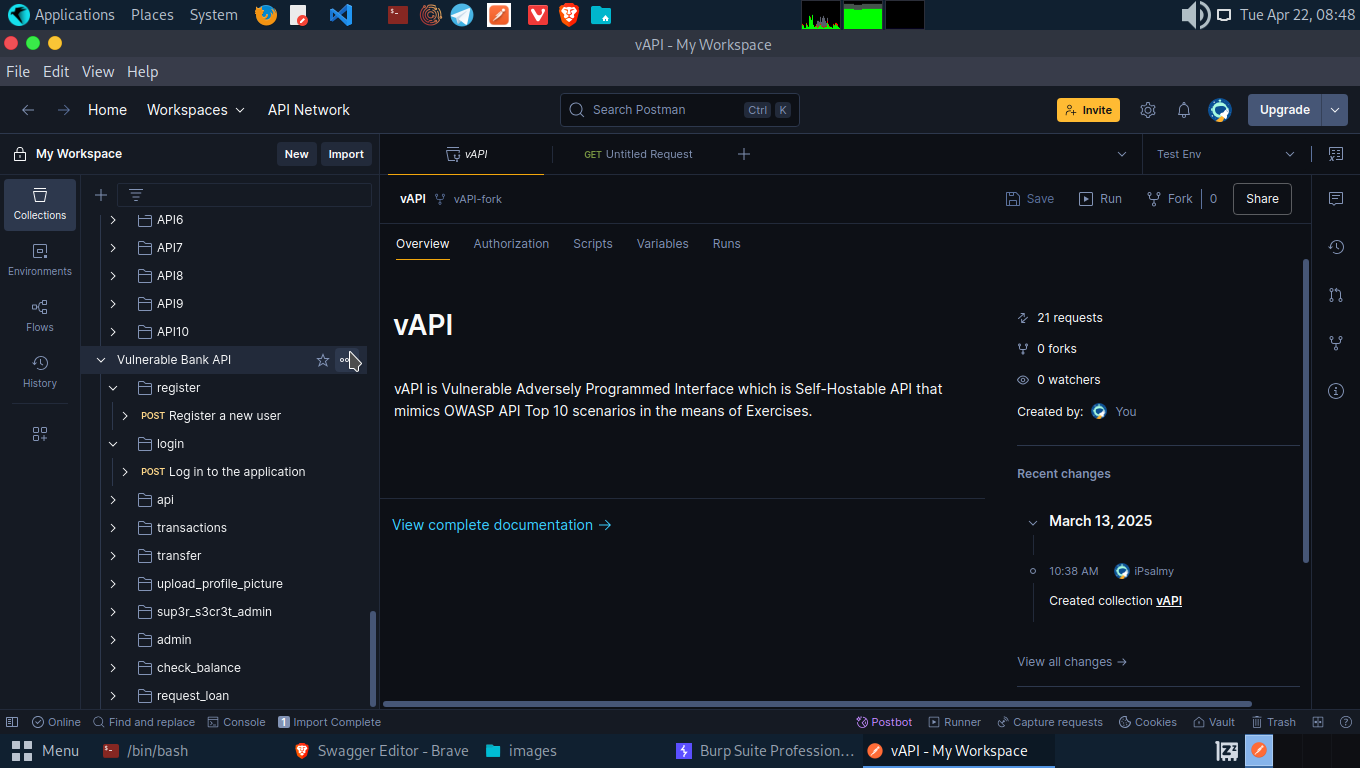 Applications Places System Tue Apr 22, 08:48
vAPI - My Workspace
File Edit View Help
Home Workspaces API Network Search Postman Ctrl K Invite Upgrade
My Workspace New Import vAPI GET Untitled Request Test Env
Collections
Environments
Flows
History
API6
API7
API8
API9
API10
Vulnerable Bank API
register
POST Register a new user
login
POST Log in to the application
api
transactions
transfer
upload_profile_picture
sup3r_s3cr3t_admin
admin
check_balance
request_loan
vAPI vAPI-fork Save Run Fork 0 Share
Overview Authorization Scripts Variables Runs
vAPI
vAPI is Vulnerable Adversely Programmed Interface which is Self-Hostable API that
mimics OWASP API Top 10 scenarios in the means of Exercises.
View complete documentation →
21 requests
0 forks
0 watchers
Created by: You
Recent changes
March 13, 2025
10:38 AM iPsalmy
Created collection vAPI
View all changes →
Online Find and replace Console 1 Import Complete Postbot Runner Capture requests Cookies Vault Trash
Menu /bin/bash Swagger Editor - Brave images Burp Suite Profession... vAPI - My Workspace